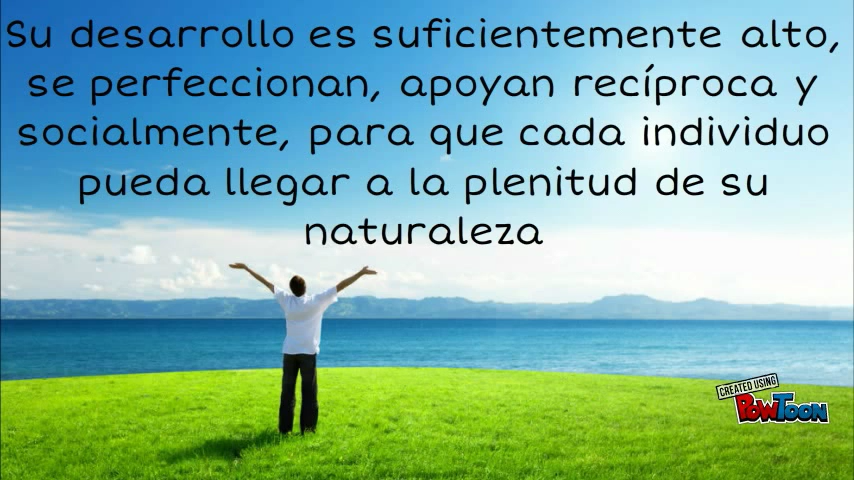 Su desarrollo es suficientemente alto,
se perfeccionan, apoyan recíproca y
socialmente, para que cada individuo
pueda llegar a la plenitud de su
naturaleza
CREATED USING
POWTOON